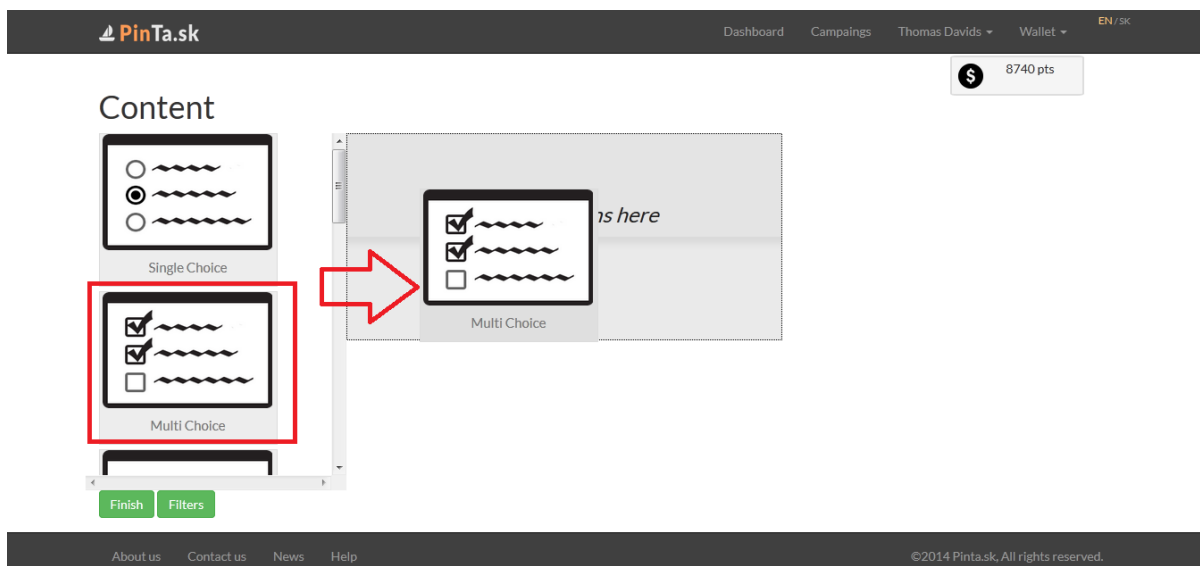 PinTa.sk
Dashboard Campaings Thomas Davids Wallet EN / SK
8740 pts
Content
Single Choice
Multi Choice
here
Multi Choice
Finish Filters
About us Contact us News Help ©2014 Pinta.sk, All rights reserved.